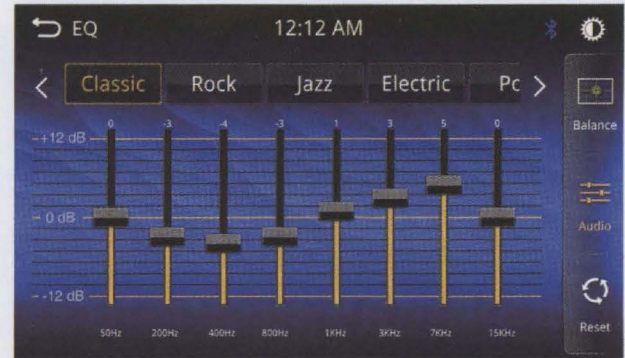 EQ 12:12 AM
Classic Rock Jazz Electric Po
0 -3 -4 -3 1 3 5 0
+12 dB
Balance
0 dB
Audio
-12 dB
50Hz 200Hz 400Hz 800Hz 1KHz 3KHz 7KHz 15KHz
Reset